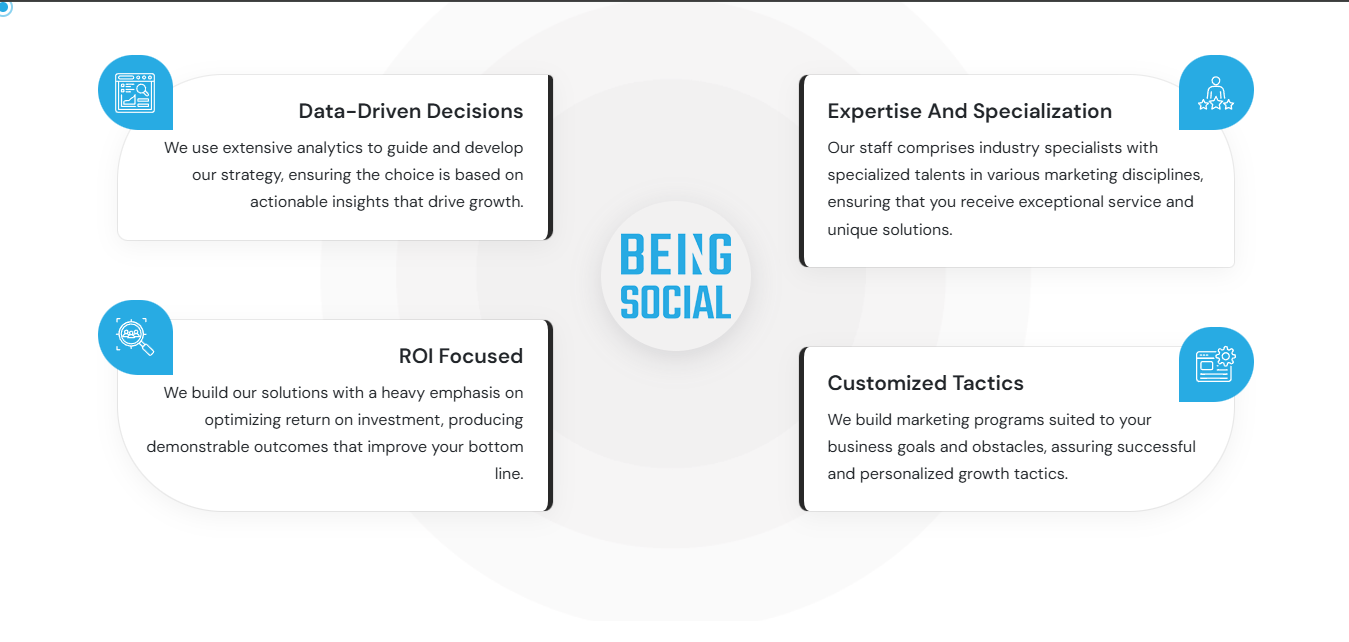 Data-Driven Decisions
We use extensive analytics to guide and develop
our strategy, ensuring the choice is based on
actionable insights that drive growth.
ROI Focused
We build our solutions with a heavy emphasis on
optimizing return on investment, producing
demonstrable outcomes that improve your bottom
line.
BEING
SOCIAL
Expertise And Specialization
Our staff comprises industry specialists with
specialized talents in various marketing disciplines,
ensuring that you receive exceptional service and
unique solutions.
Customized Tactics
We build marketing programs suited to your
business goals and obstacles, assuring successful
and personalized growth tactics.